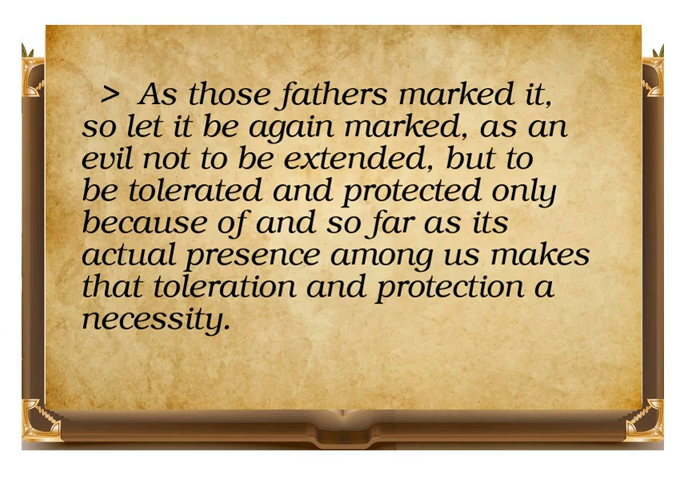 > As those fathers marked it,
so let it be again marked, as an
evil not to be extended, but to
be tolerated and protected only
because of and so far as its
actual presence among us makes
that toleration and protection a
necessity.